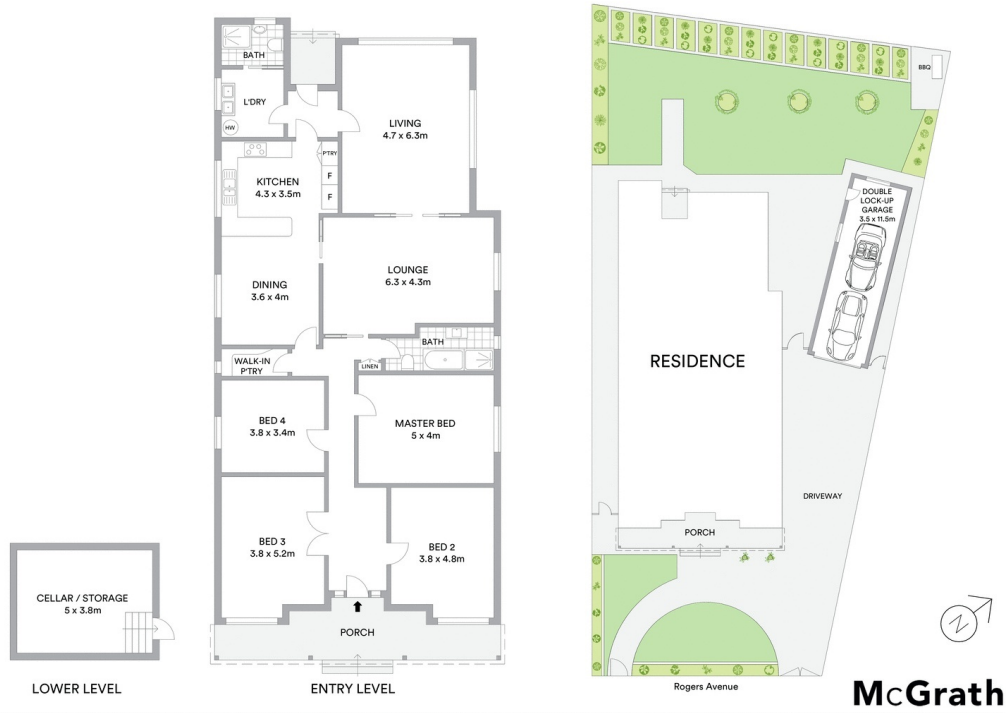 BATH
L'DRY
HW
LIVING
4.7 x 6.3m
P'TRY
F
F
KITCHEN
4.3 x 3.5m
LOUNGE
6.3 x 4.3m
DINING
3.6 x 4m
BATH
WALK-IN
P'TRY
LINEN
BED 4
3.8 x 3.4m
MASTER BED
5 x 4m
BED 3
3.8 x 5.2m
BED 2
3.8 x 4.8m
PORCH
ENTRY LEVEL
CELLAR / STORAGE
5 x 3.8m
LOWER LEVEL
BBQ
DOUBLE
LOCK-UP
GARAGE
3.5 x 11.5m
RESIDENCE
DRIVEWAY
PORCH
Rogers Avenue
N
McGrath